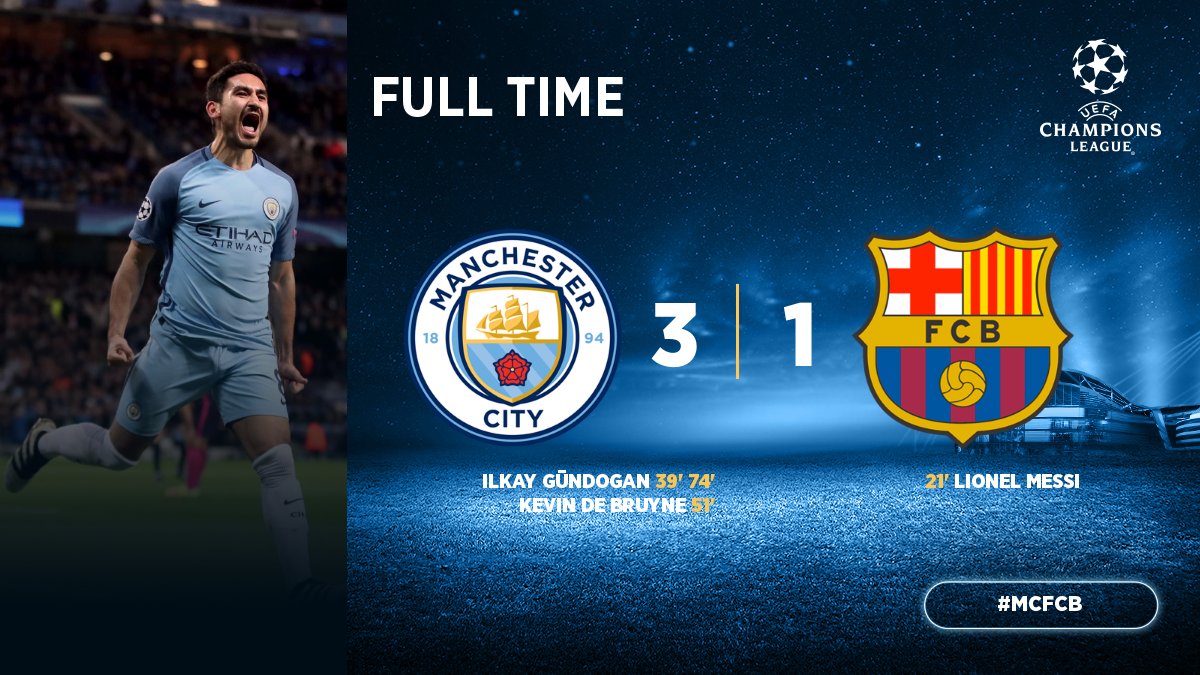 FULL TIME
UEFA
CHAMPIONS
LEAGUE
ETIHAD
AIRWAYS
MANCHESTER
18 94
CITY
3 1
FCB
ILKAY GÜNDOGAN 39' 74'
KEVIN DE BRUYNE 51'
21' LIONEL MESSI
#MCFCB